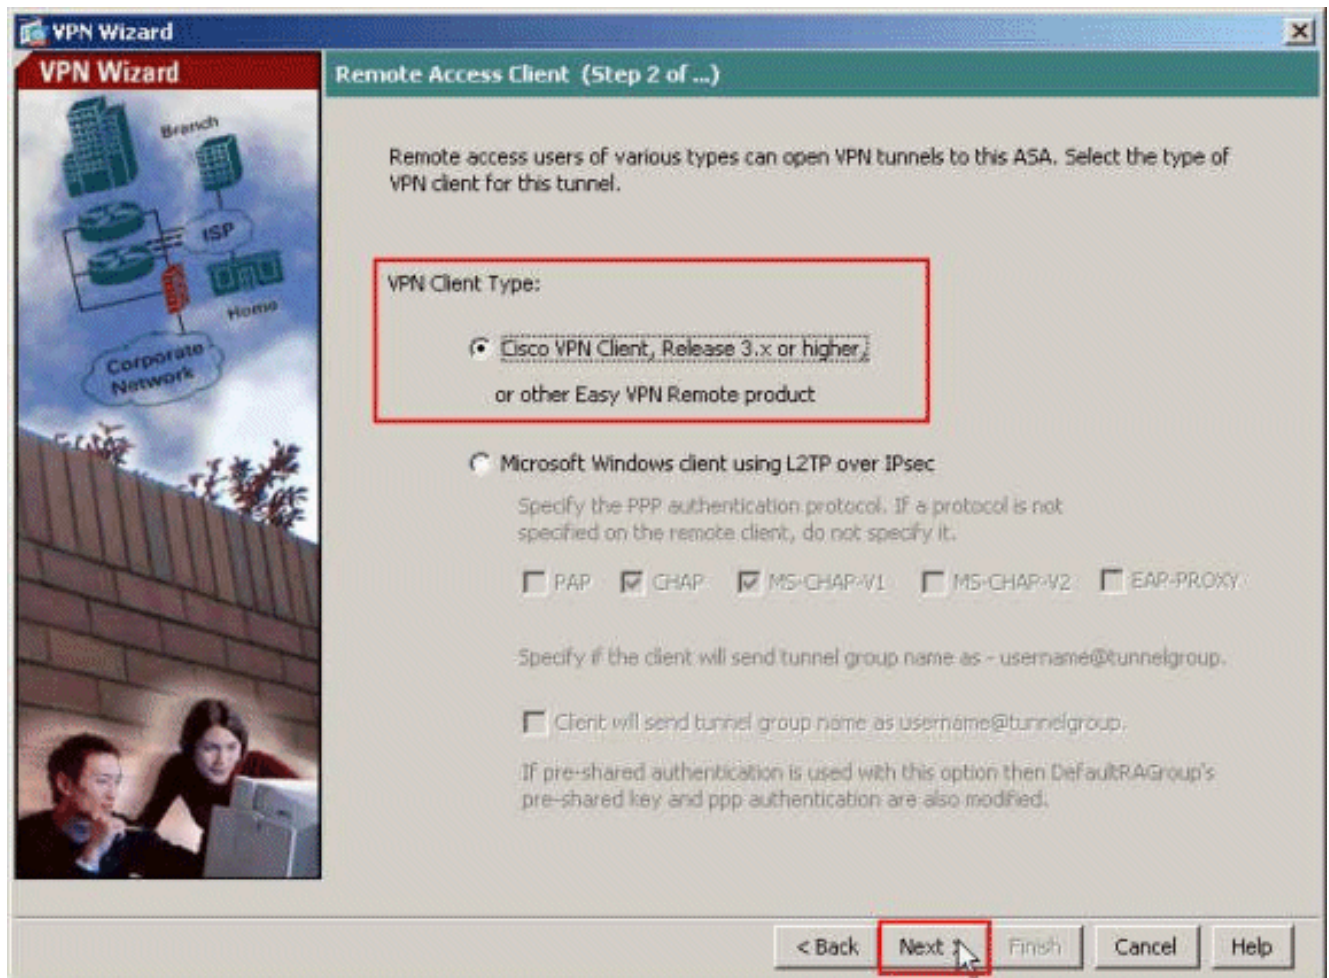 VPN Wizard
VPN Wizard
Remote Access Client (Step 2 of ...)
Branch
ISP
Home
Corporate
Network
Remote access users of various types can open VPN tunnels to this ASA. Select the type of
VPN client for this tunnel.
VPN Client Type:
Cisco VPN Client, Release 3.x or higher,
or other Easy VPN Remote product
Microsoft Windows client using L2TP over IPsec
Specify the PPP authentication protocol. If a protocol is not
specified on the remote client, do not specify it.
PAP CHAP MS-CHAP-V1 MS-CHAP-V2 EAP-PROXY
Specify if the client will send tunnel group name as - username@tunnelgroup.
Client will send tunnel group name as username@tunnelgroup.
If pre-shared authentication is used with this option then DefaultRAGroup's
pre-shared key and ppp authentication are also modified.
< Back Next > Finish Cancel Help